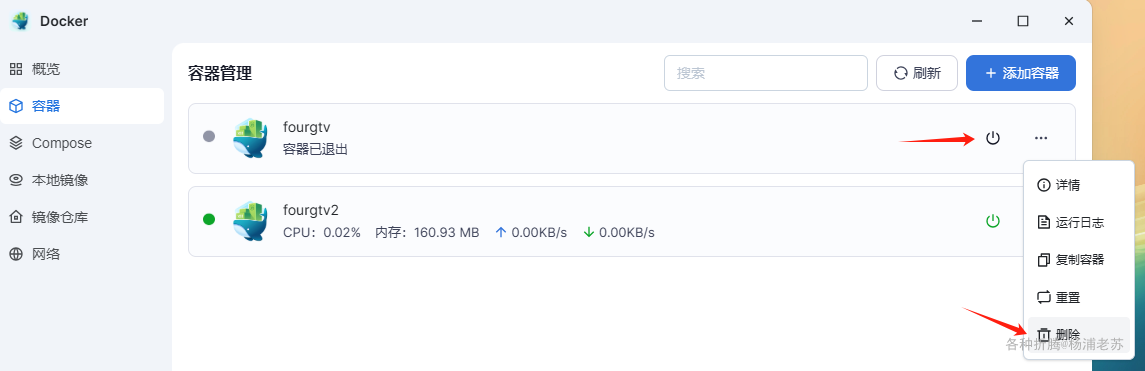 Docker
概览
容器
Compose
本地镜像
镜像仓库
网络
容器管理
搜索
刷新
+ 添加容器
fourgtv
容器已退出
fourgtv2
CPU：0.02% 内存：160.93 MB ↑ 0.00KB/s ↓ 0.00KB/s
详情
运行日志
复制容器
重置
删除
各种折腾@杨浦老苏